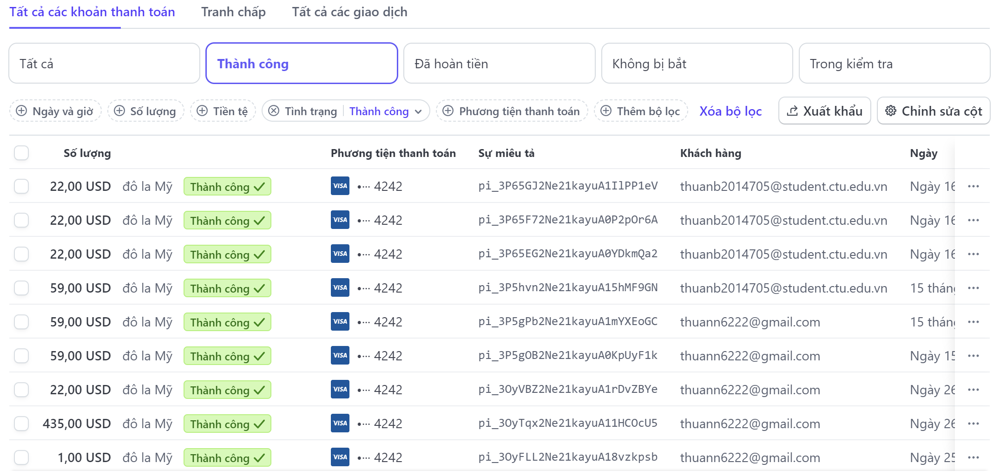 Tất cả các khoản thanh toán Tranh chấp Tất cả các giao dịch
Tất cả Thành công Đã hoàn tiền Không bị bắt Trong kiểm tra
Ngày và giờ Số lượng Tiền tệ Tình trạng Thành công Phương tiện thanh toán Thêm bộ lọc Xóa bộ lọc Xuất khẩu Chỉnh sửa cột
Số lượng Phương tiện thanh toán Sự miêu tả Khách hàng Ngày
22,00 USD đô la Mỹ Thành công VISA •··· 4242 pi_3P65GJ2Ne21kayuA1IlPP1eV thuanb2014705@student.ctu.edu.vn Ngày 16
22,00 USD đô la Mỹ Thành công VISA •··· 4242 pi_3P65F72Ne21kayuA0P2pOr6A thuanb2014705@student.ctu.edu.vn Ngày 16
22,00 USD đô la Mỹ Thành công VISA •··· 4242 pi_3P65EG2Ne21kayuA0YDkmQa2 thuanb2014705@student.ctu.edu.vn Ngày 16
59,00 USD đô la Mỹ Thành công VISA •··· 4242 pi_3P5hvn2Ne21kayuA15hMF9GN thuanb2014705@student.ctu.edu.vn 15 tháng
59,00 USD đô la Mỹ Thành công VISA •··· 4242 pi_3P5gPb2Ne21kayuA1mYXEoGC thuann6222@gmail.com 15 tháng
59,00 USD đô la Mỹ Thành công VISA •··· 4242 pi_3P5gOB2Ne21kayuA0KpUyF1k thuann6222@gmail.com Ngày 15
22,00 USD đô la Mỹ Thành công VISA •··· 4242 pi_3OyVBZ2Ne21kayuA1rDvZBYe thuann6222@gmail.com Ngày 26
435,00 USD đô la Mỹ Thành công VISA •··· 4242 pi_3OyTqx2Ne21kayuA11HCOcU5 thuann6222@gmail.com Ngày 26
1,00 USD đô la Mỹ Thành công VISA •··· 4242 pi_3OyFLL2Ne21kayuA18vzkpsb thuann6222@gmail.com Ngày 25